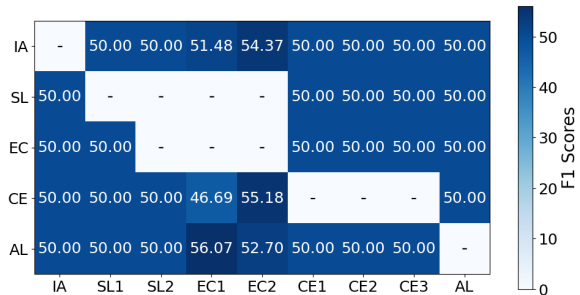 IA - 50.00 50.00 51.48 54.37 50.00 50.00 50.00 50.00
SL 50.00 - - - - 50.00 50.00 50.00 50.00
EC 50.00 50.00 - - - 50.00 50.00 50.00 50.00
CE 50.00 50.00 50.00 46.69 55.18 - - - 50.00
AL 50.00 50.00 50.00 56.07 52.70 50.00 50.00 50.00 -
IA SL1 SL2 EC1 EC2 CE1 CE2 CE3 AL
50
40
30
20
10
0
F1 Scores